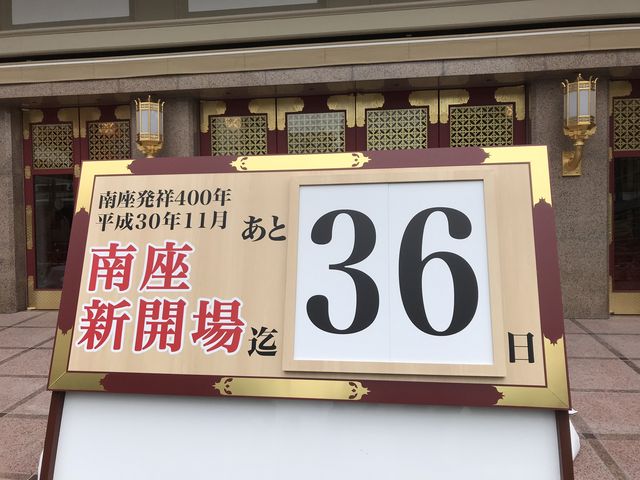 南座発祥400年
平成30年11月
南座
新開場迄
あと
36
日